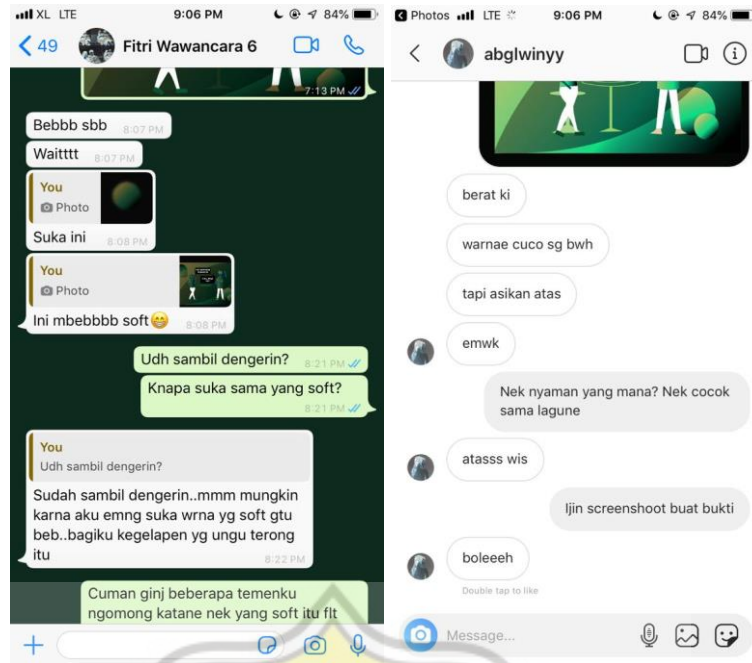 XL LTE 9:06 PM 84%
49 Fitri Wawancara 6
7:13 PM
Bebbb sbb 8:07 PM
Waitttt 8:07 PM
You
Photo
Suka ini 8:08 PM
You
Photo
Ini mbebbbb soft😁 8:08 PM
Udh sambil dengerin? 8:21 PM
Knapa suka sama yang soft?
8:21 PM
You
Udh sambil dengerin?
Sudah sambil dengerin..mmm mungkin
karna aku emng suka wrna yg soft gtu
beb..bagiku kegelapen yg ungu terong
itu 8:22 PM
Cuman ginj beberapa temenku
ngomong katane nek yang soft itu flt
Photos LTE 9:06 PM 84%
abglwinyy
berat ki
warnae cuco sg bwh
tapi asikan atas
emwk
Nek nyaman yang mana? Nek cocok
sama lagune
atasss wis
Ijin screenshoot buat bukti
boleeeh
Double tap to like
Message...